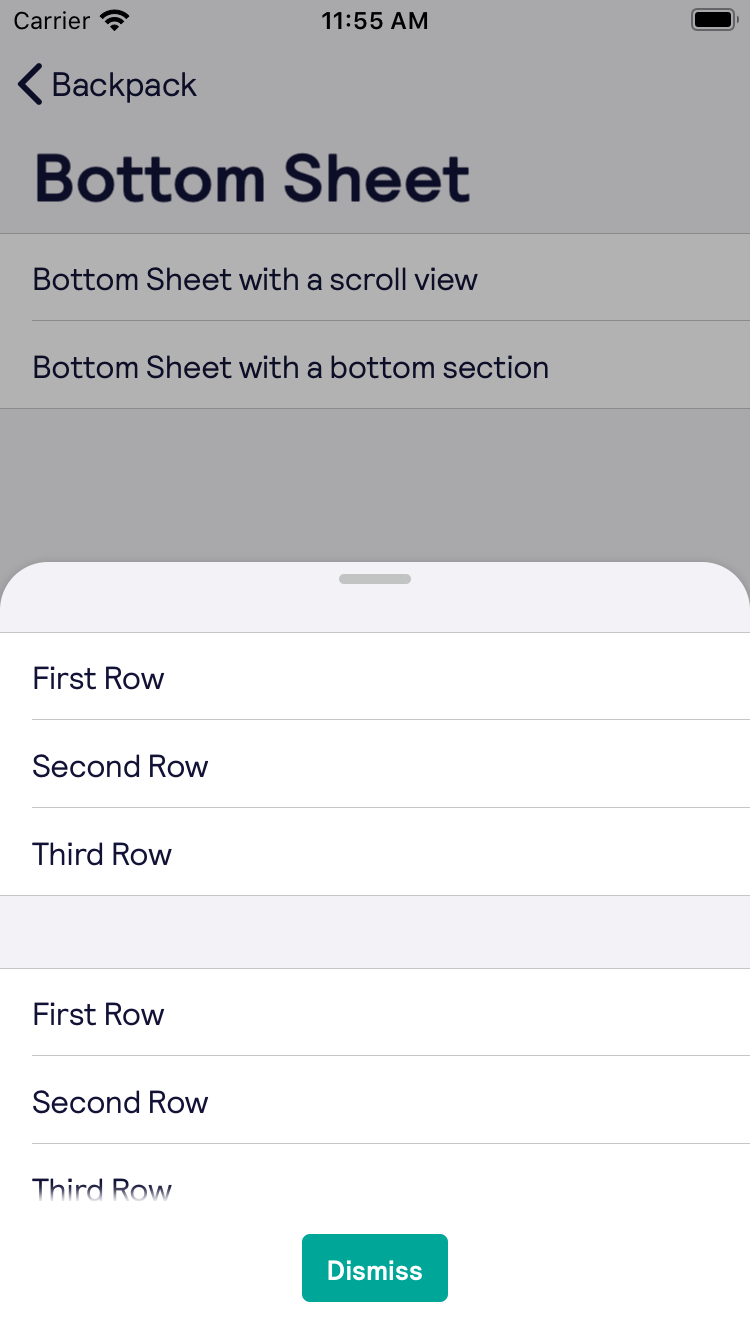 Carrier 11:55 AM
Backpack
Bottom Sheet
Bottom Sheet with a scroll view
Bottom Sheet with a bottom section
First Row
Second Row
Third Row
First Row
Second Row
Third Row
Dismiss